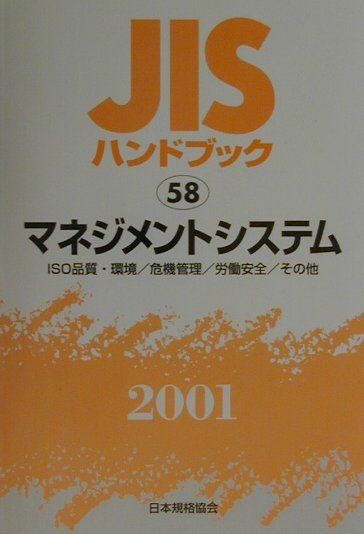 JIS
ハンドブック
58
マネジメントシステム
ISO品質・環境／危機管理／労働安全／その他
2001
日本規格協会